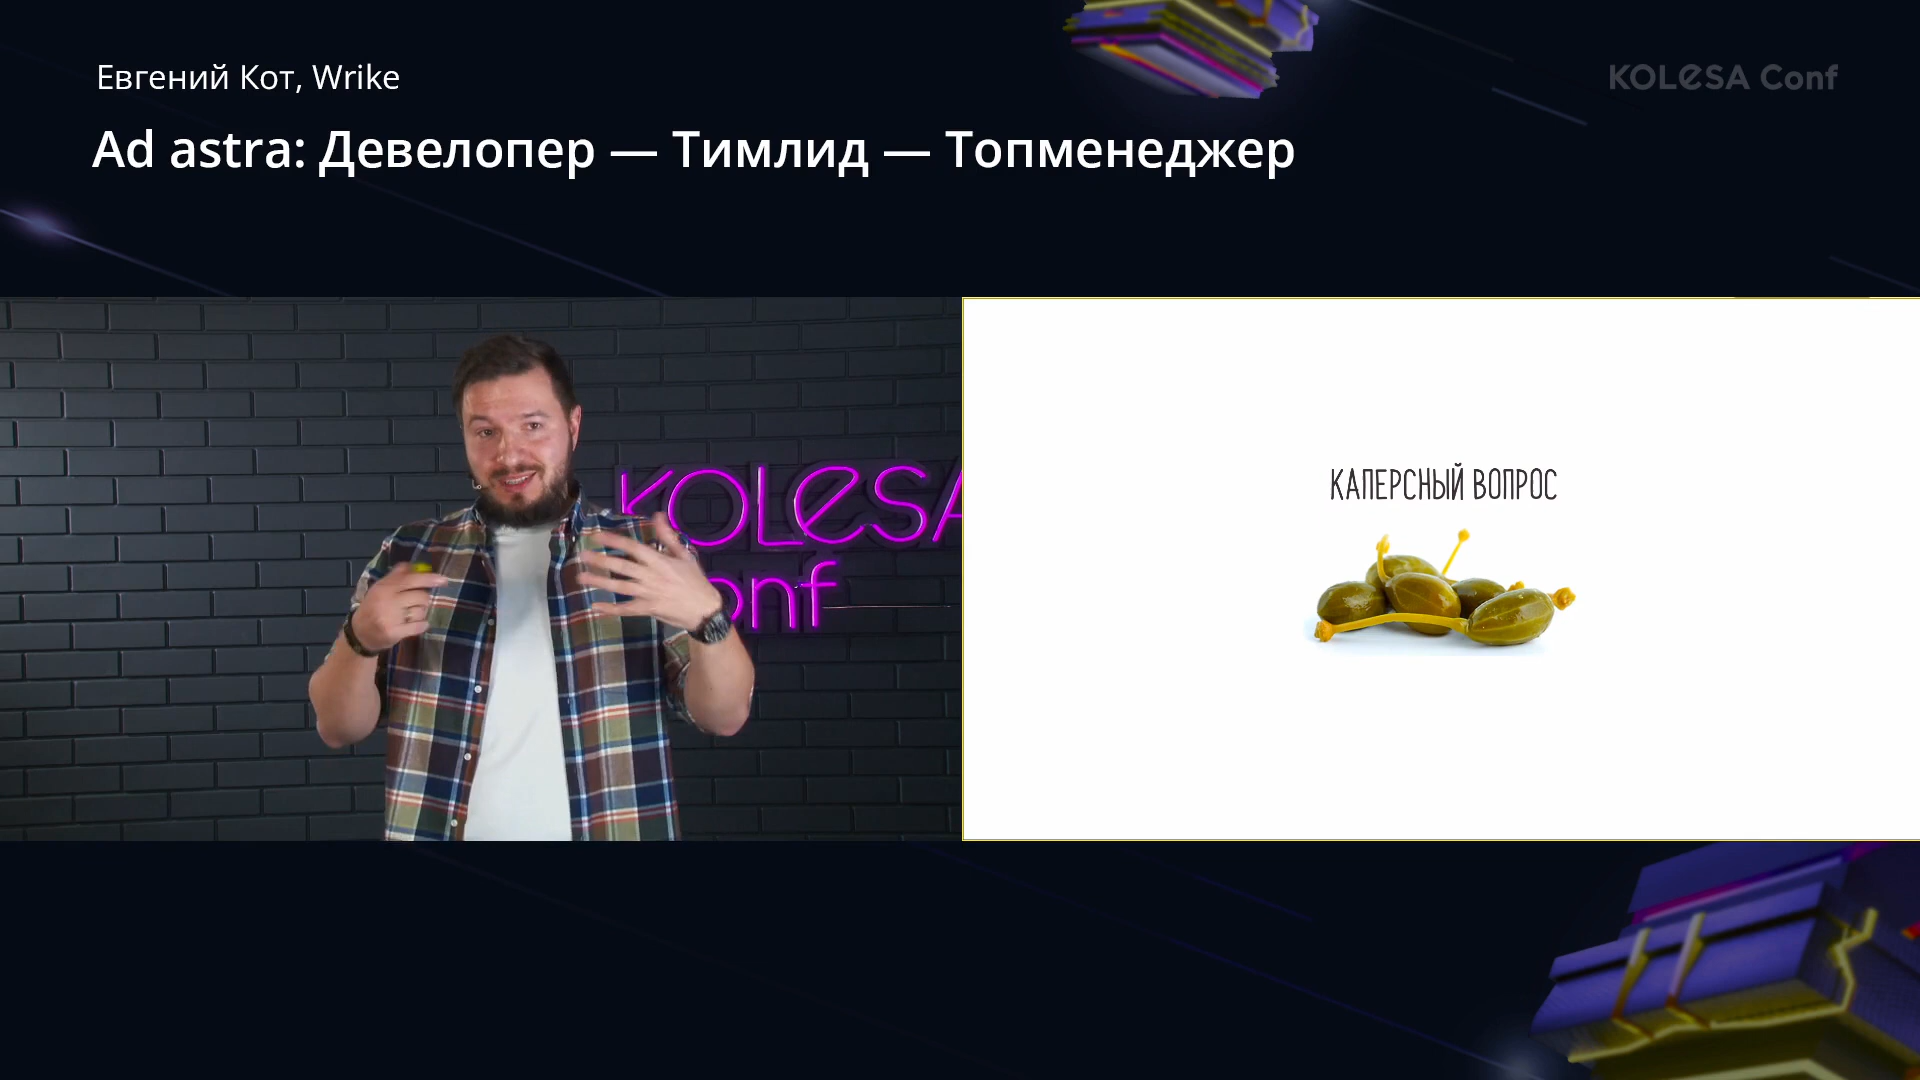 Евгений Кот, Wrike
KOLESA Conf
Ad astra: Девелопер — Тимлид — Топменеджер
KOLESA
conf
КАПЕРСНЫЙ ВОПРОС